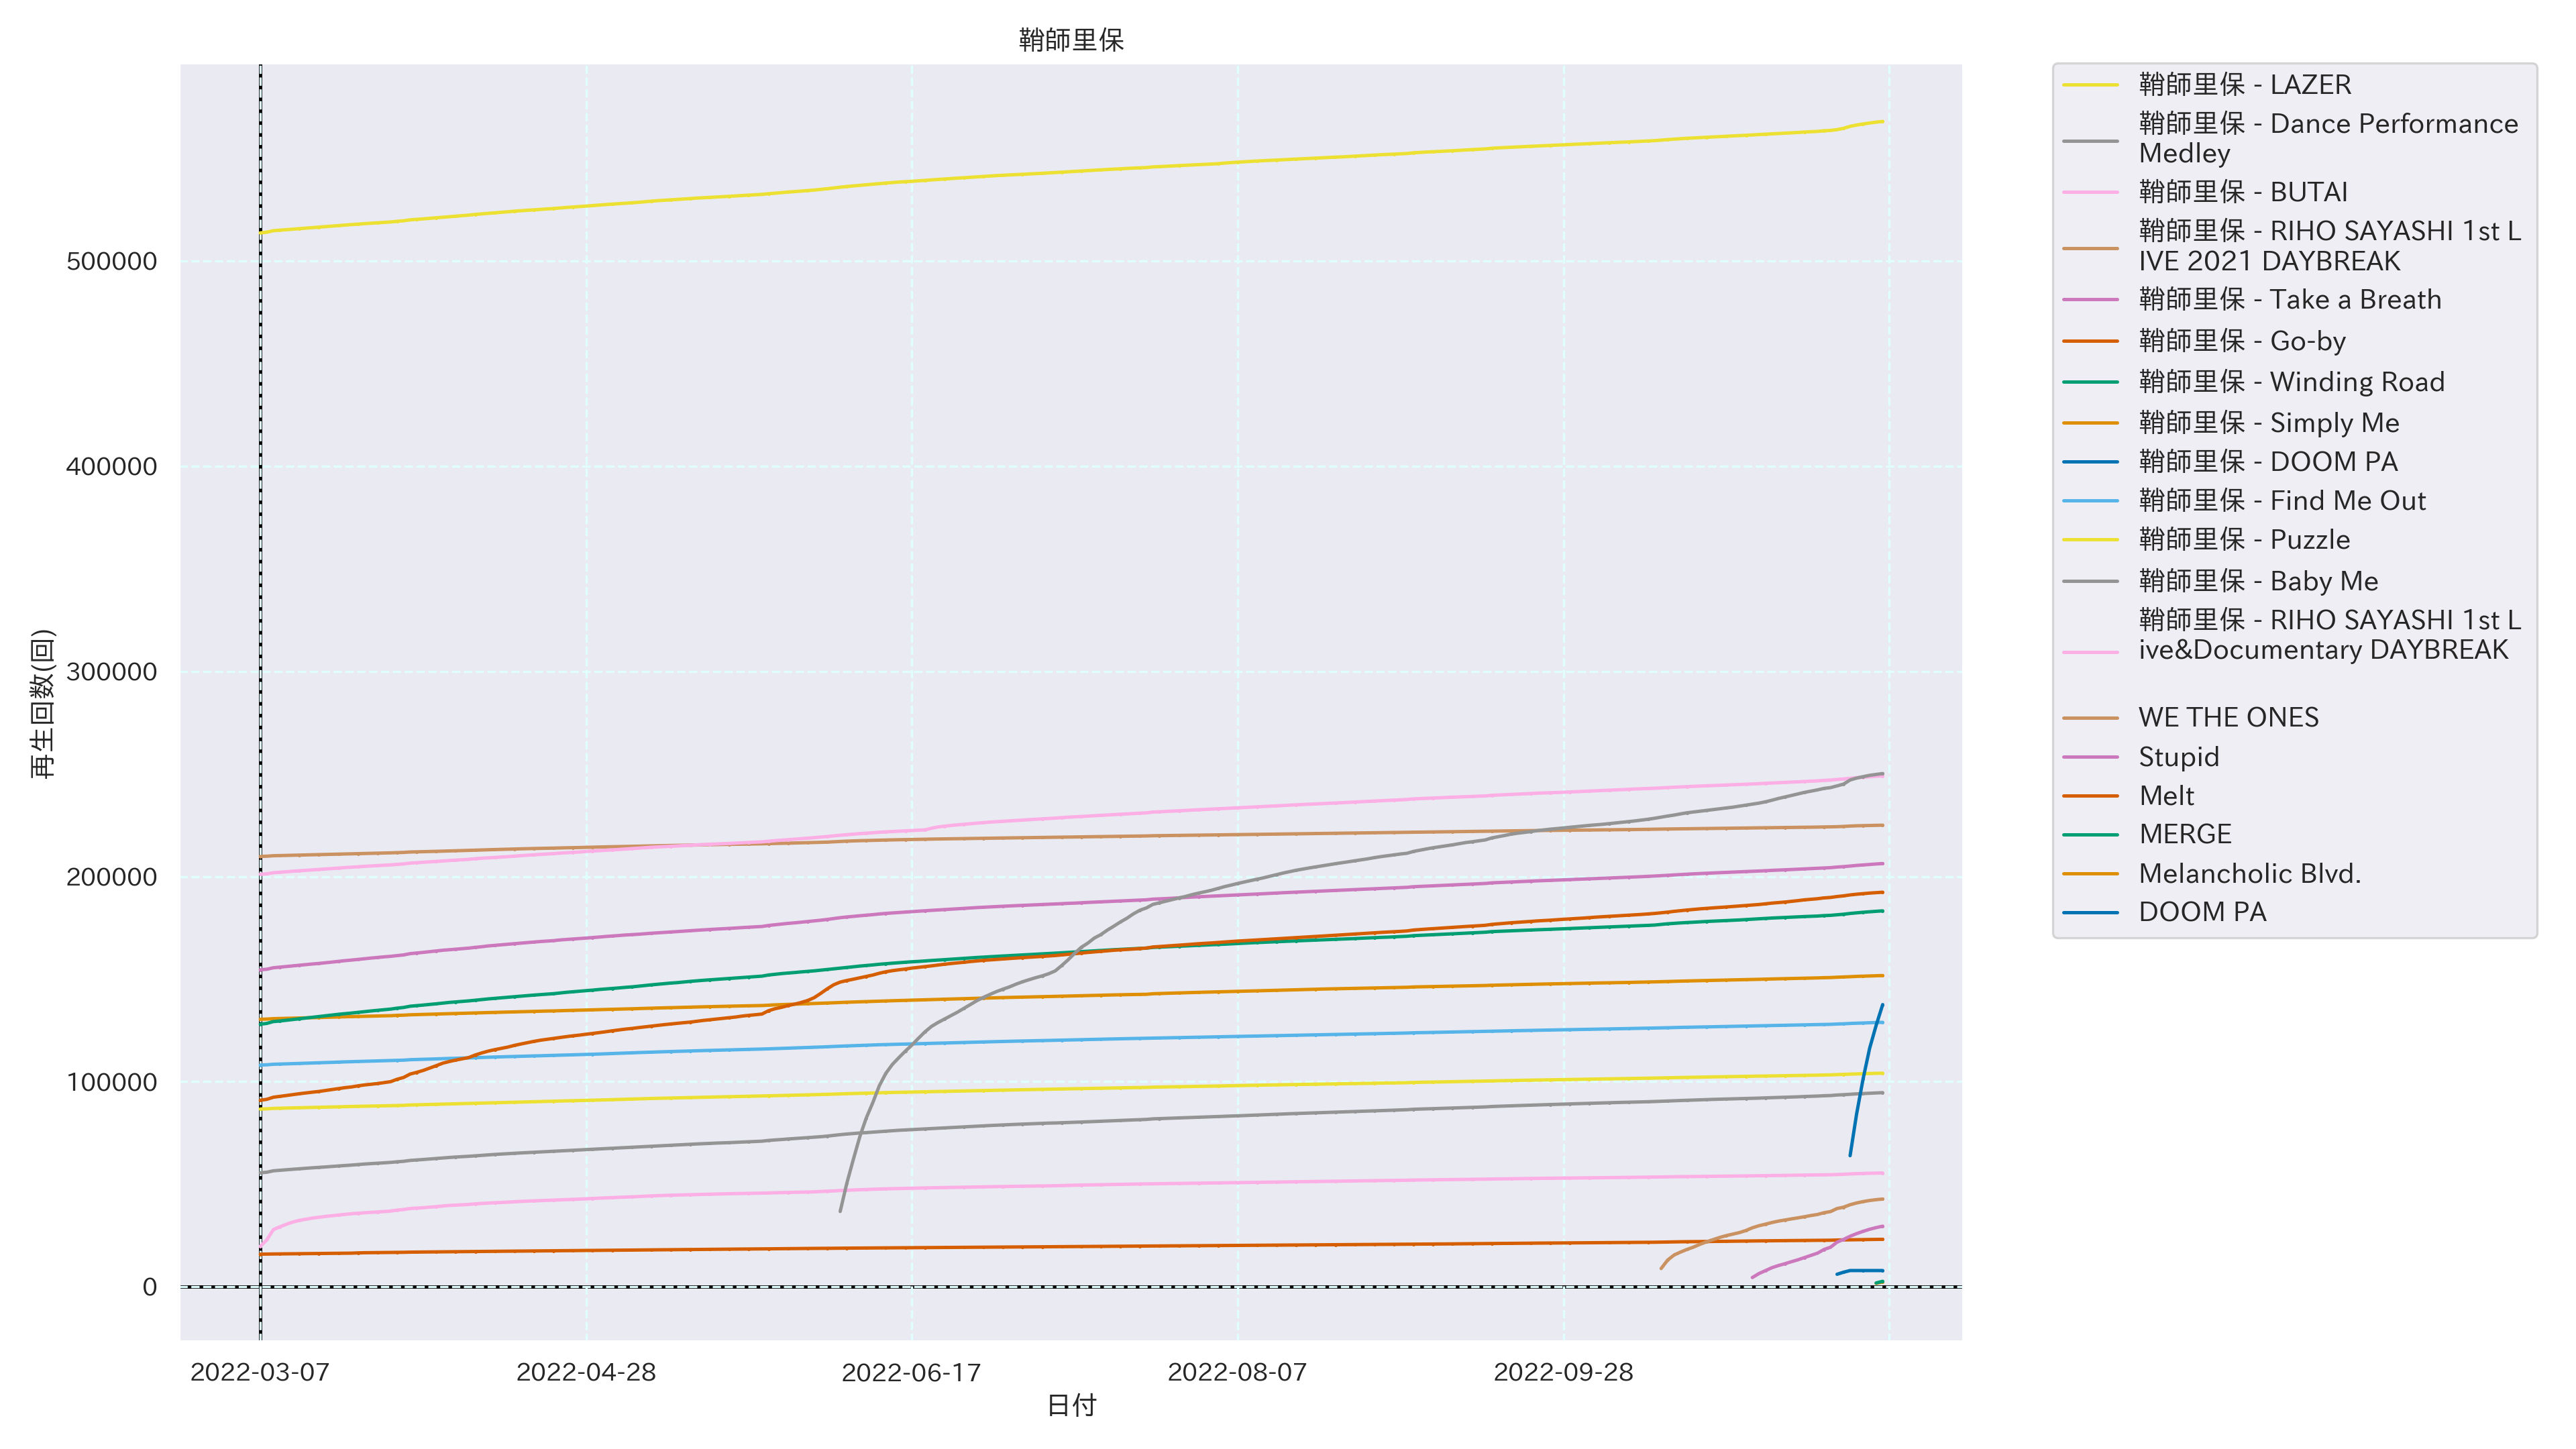 鞘師里保
再生回数(回)
500000
400000
300000
200000
100000
0
2022-03-07
2022-04-28
2022-06-17
2022-08-07
2022-09-28
日付
鞘師里保 - LAZER
鞘師里保 - Dance Performance
Medley
鞘師里保 - BUTAI
鞘師里保 - RIHO SAYASHI 1st L
IVE 2021 DAYBREAK
鞘師里保 - Take a Breath
鞘師里保 - Go-by
鞘師里保 - Winding Road
鞘師里保 - Simply Me
鞘師里保 - DOOM PA
鞘師里保 - Find Me Out
鞘師里保 - Puzzle
鞘師里保 - Baby Me
鞘師里保 - RIHO SAYASHI 1st L
ive&Documentary DAYBREAK
WE THE ONES
Stupid
Melt
MERGE
Melancholic Blvd.
DOOM PA